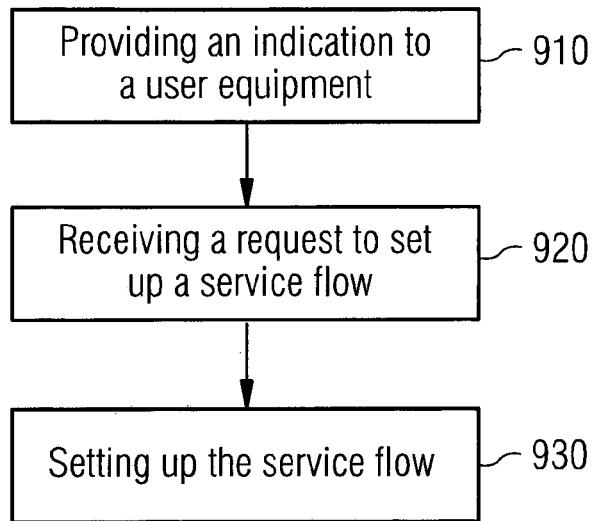 Providing an indication to
a user equipment
910
Receiving a request to set
up a service flow
920
Setting up the service flow
930